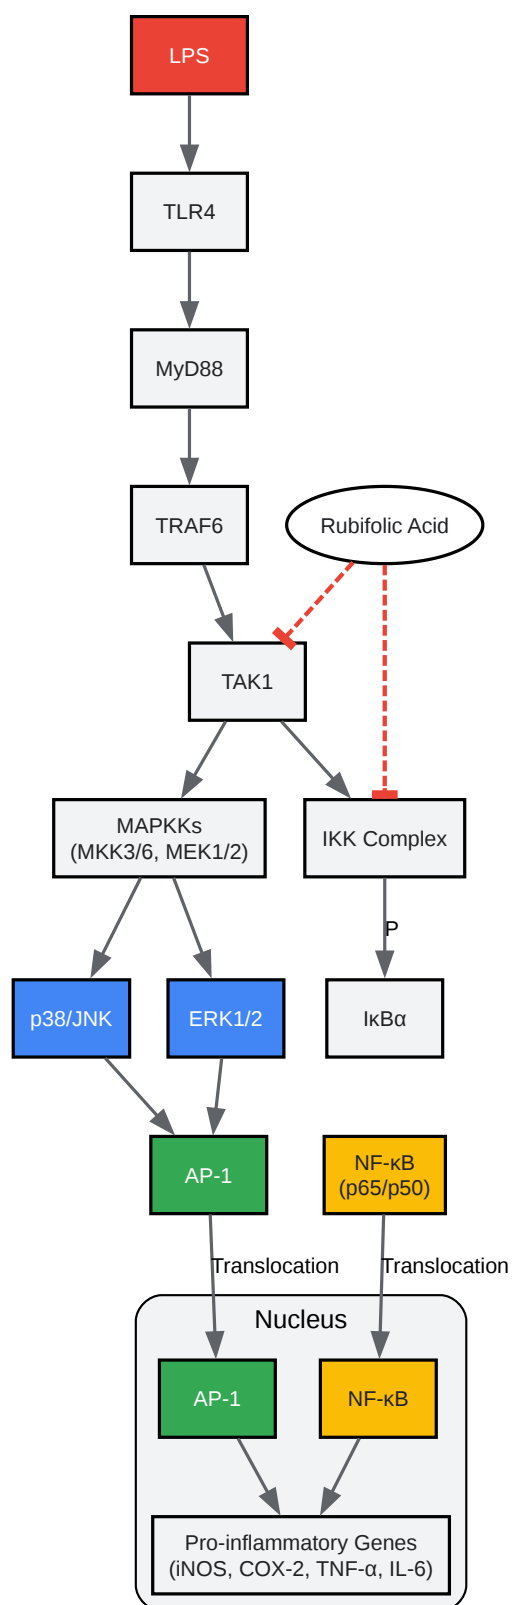 LPS
TLR4
MyD88
TRAF6
Rubifolic Acid
TAK1
MAPKKs
(MKK3/6, MEK1/2)
IKK Complex
P
p38/JNK
ERK1/2
IκBα
AP-1
NF-κB
(p65/p50)
Translocation
Translocation
Nucleus
AP-1
NF-κB
Pro-inflammatory Genes
(iNOS, COX-2, TNF-α, IL-6)